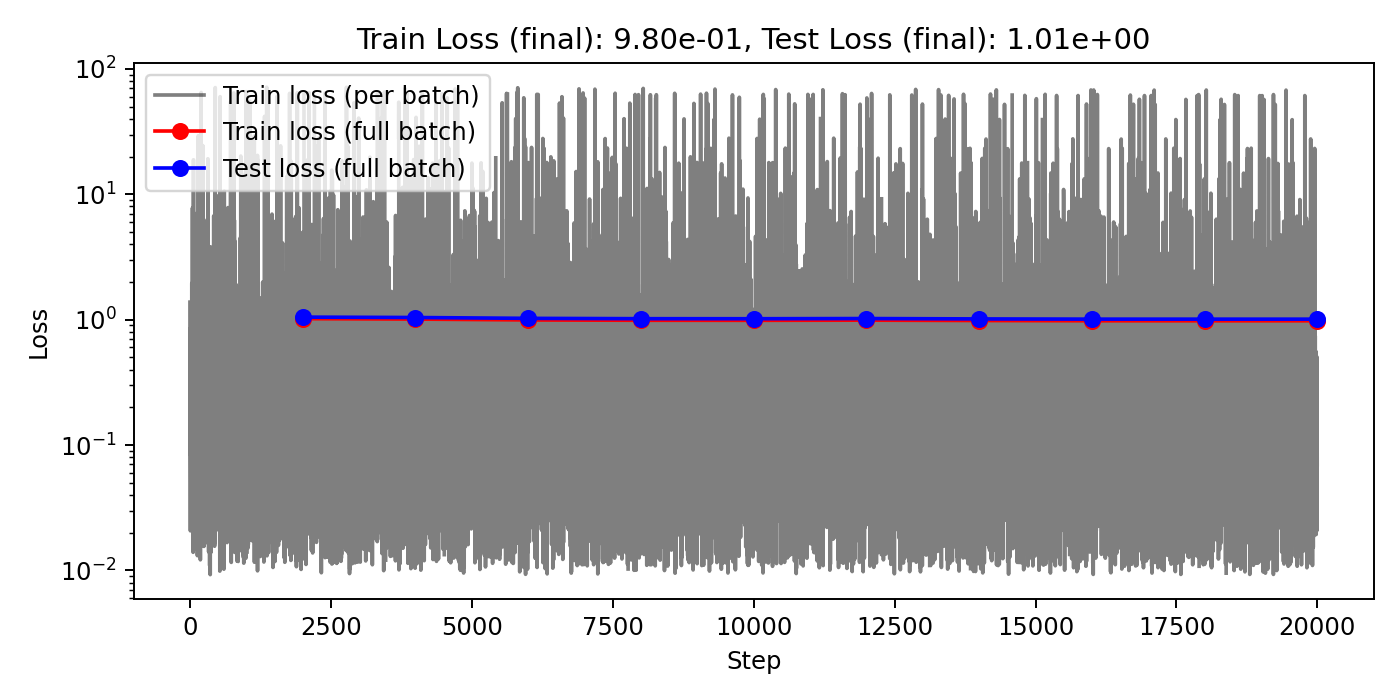 Train Loss (final): 9.80e-01, Test Loss (final): 1.01e+00
Train loss (per batch)
Train loss (full batch)
Test loss (full batch)
Loss
10²
10¹
10⁰
10⁻¹
10⁻²
0 2500 5000 7500 10000 12500 15000 17500 20000
Step